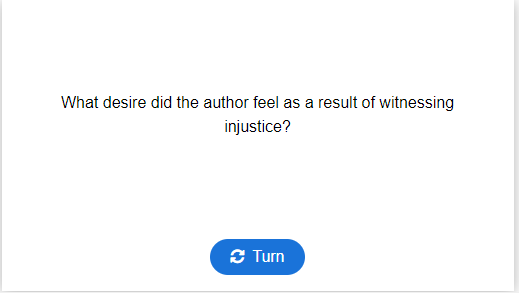 What desire did the author feel as a result of witnessing
injustice?
Turn